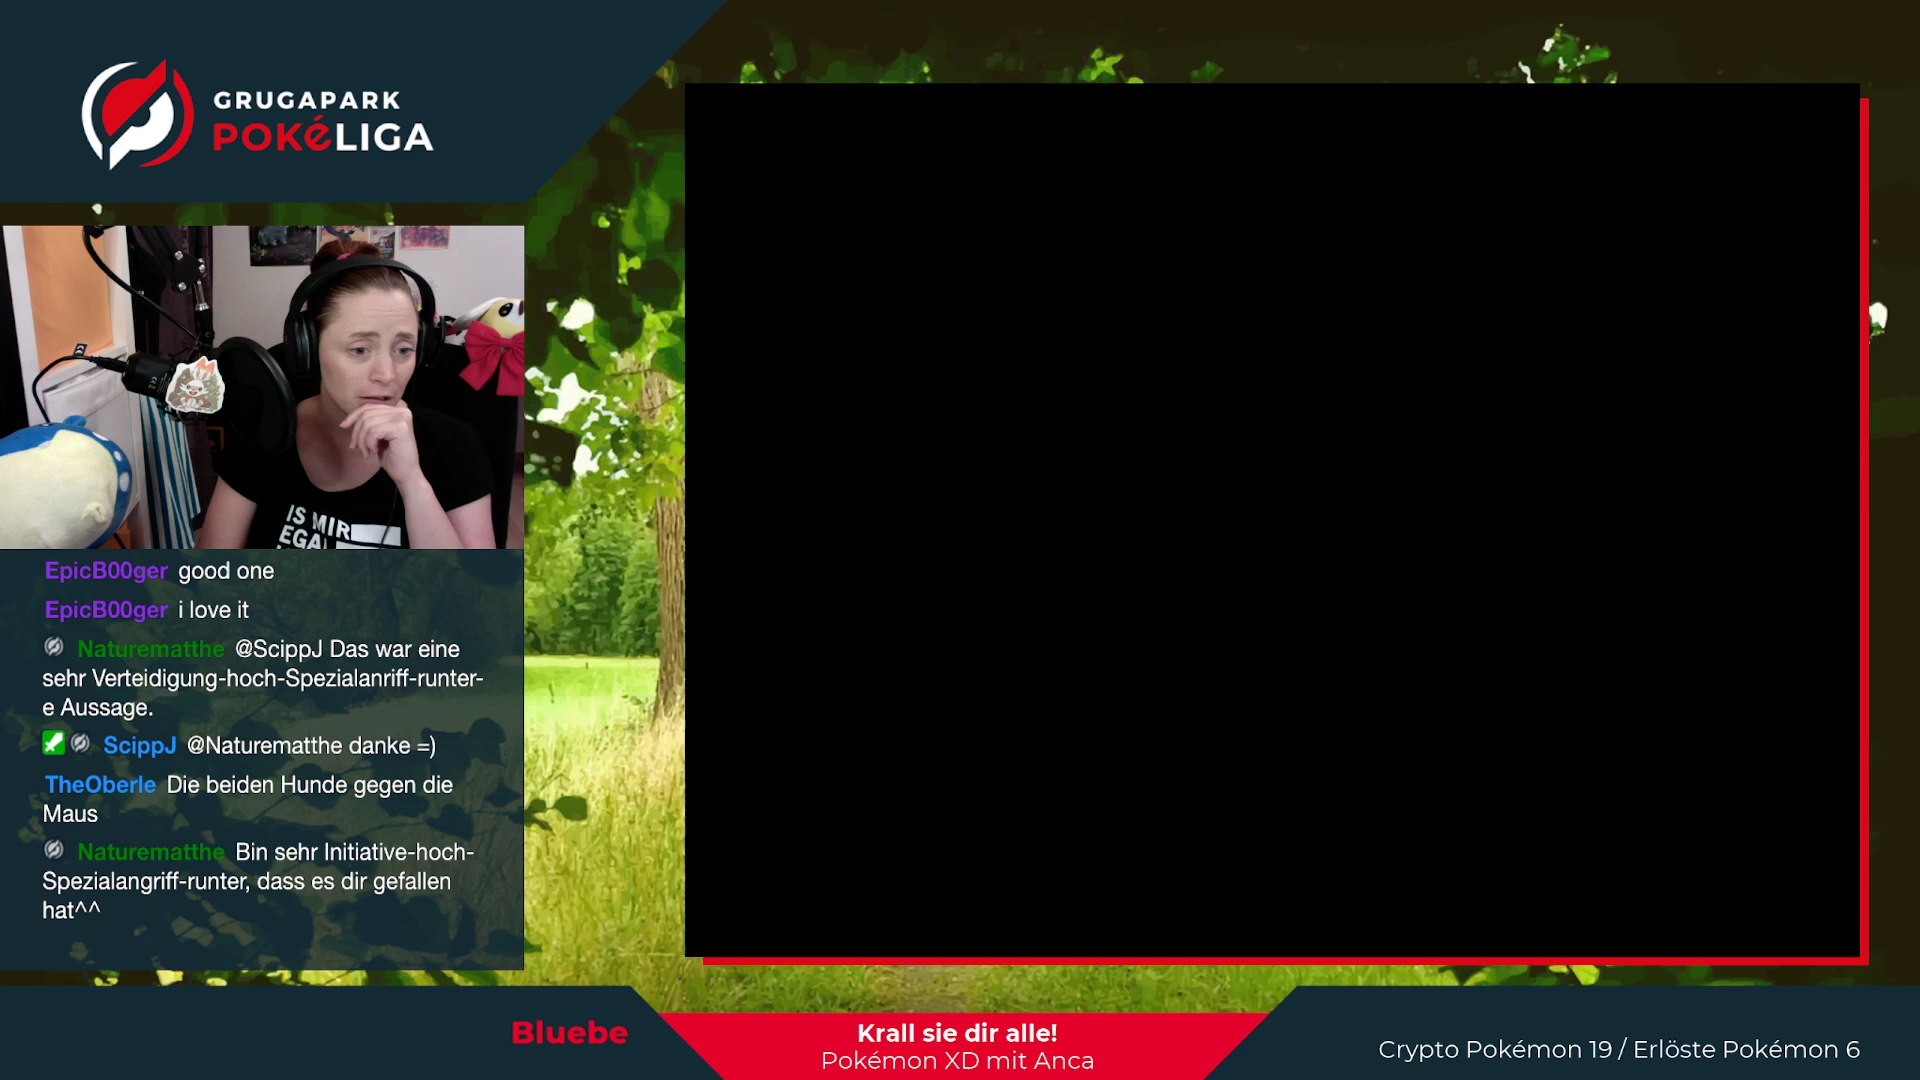 GRUGAPARK
POKéLIGA
IS MIR
EGAL
EpicB00ger good one
EpicB00ger i love it
Naturematthe @ScippJ Das war eine
sehr Verteidigung-hoch-Spezialanriff-runter-
e Aussage.
ScippJ @Naturematthe danke =)
TheOberle Die beiden Hunde gegen die
Maus
Naturematthe Bin sehr Initiative-hoch-
Spezialangriff-runter, dass es dir gefallen
hat^^
Bluebe
Krall sie dir alle!
Pokémon XD mit Anca
Crypto Pokémon 19 / Erlöste Pokémon 6